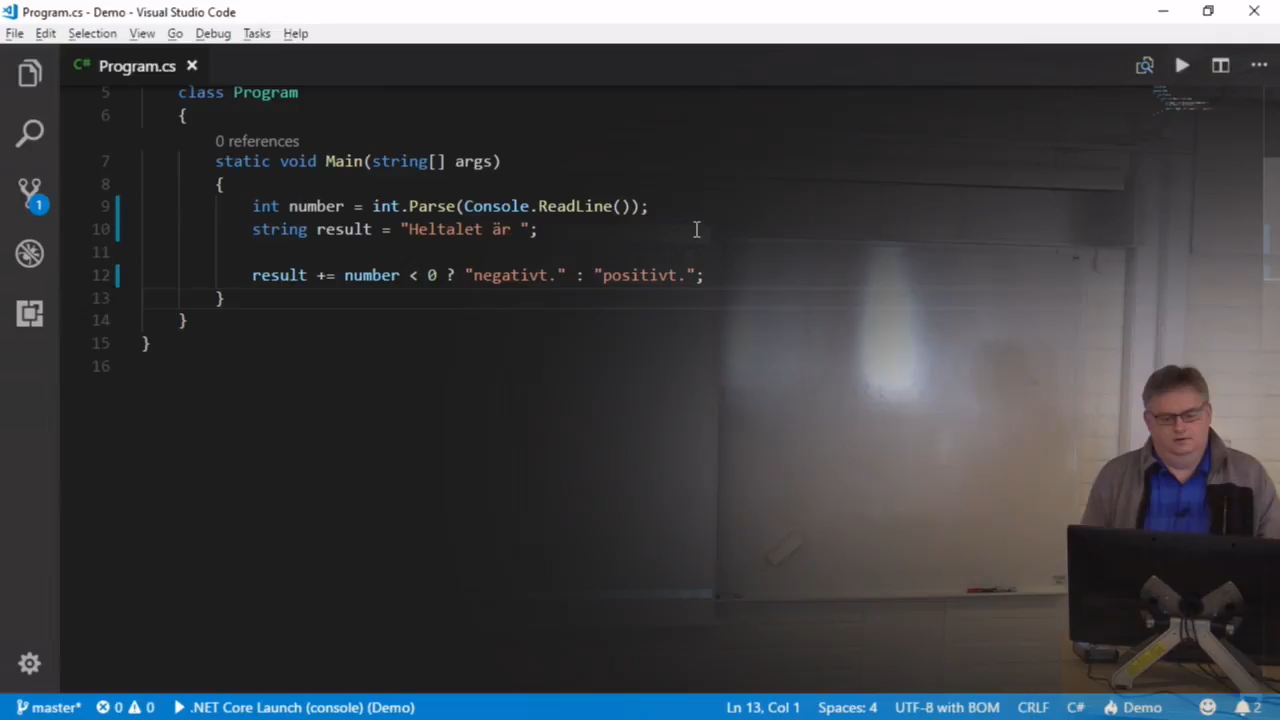 Program.cs - Demo - Visual Studio Code
File Edit Selection View Go Debug Tasks Help
C# Program.cs
5 class Program
6 {
0 references
7 static void Main(string[] args)
8 {
9 int number = int.Parse(Console.ReadLine());
10 string result = "Heltalet är ";
11
12 result += number < 0 ? "negativt." : "positivt.";
13 }
14 }
15 }
16
1
master* 0 0 .NET Core Launch (console) (Demo) Ln 13, Col 1 Spaces: 4 UTF-8 with BOM CRLF C# Demo 2